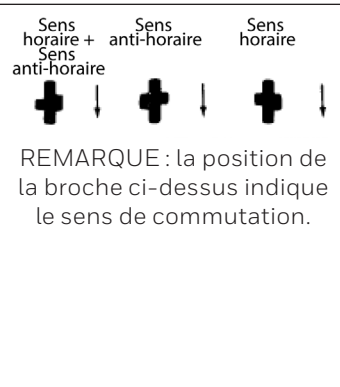 Sens
horaire +
Sens
anti-horaire
Sens
anti-horaire
Sens
horaire
REMARQUE : la position de
la broche ci-dessus indique
le sens de commutation.